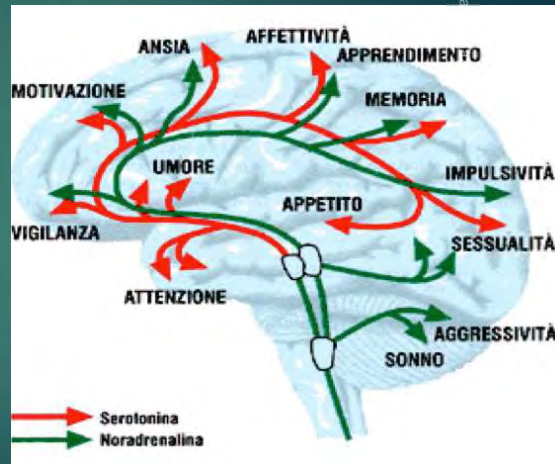 AFFETTIVITÀ
ANSIA
APPRENDIMENTO
MOTIVAZIONE
MEMORIA
UMORE
IMPULSIVITÀ
APPETITO
VIGILANZA
SESSUALITÀ
ATTENZIONE
AGGRESSIVITÀ
SONNO
Serotonina
Noradrenalina